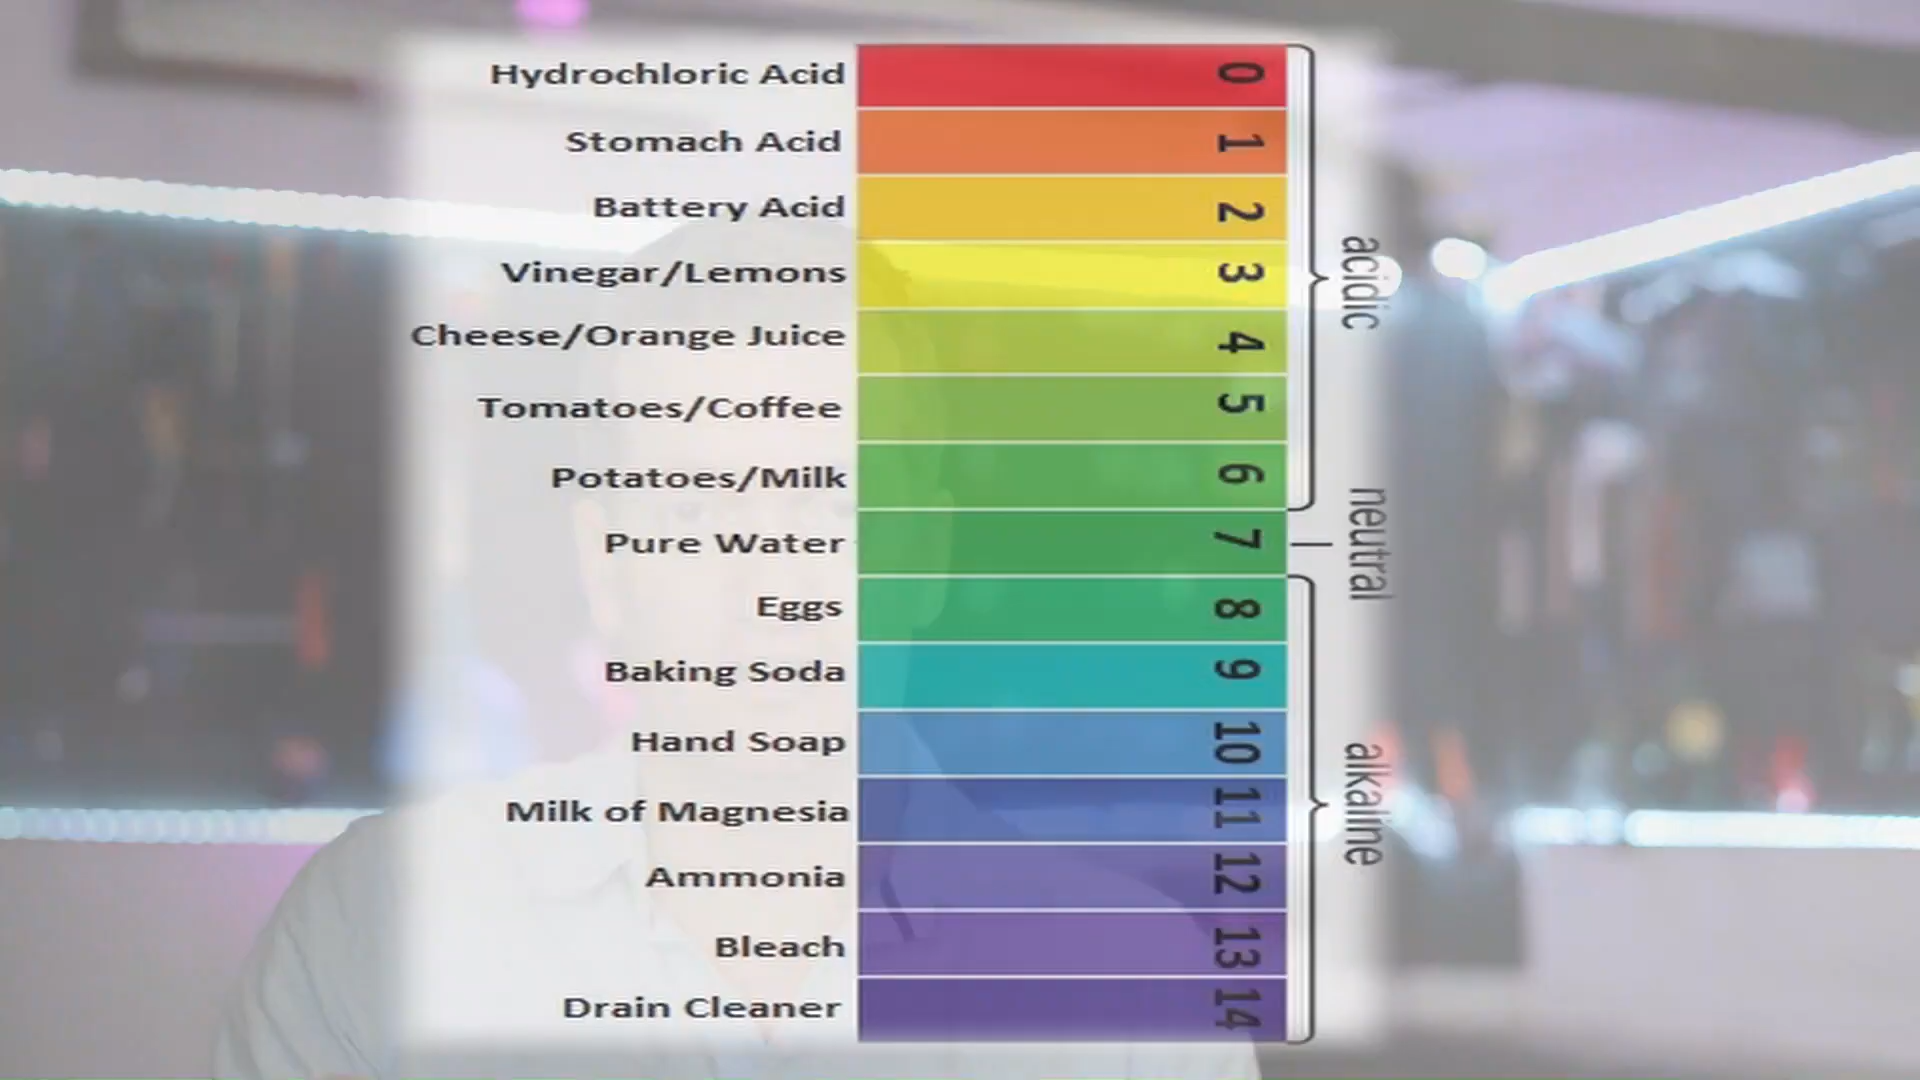 Hydrochloric Acid 0
Stomach Acid 1
Battery Acid 2
Vinegar/Lemons 3
Cheese/Orange Juice 4
Tomatoes/Coffee 5
Potatoes/Milk 6
Pure Water 7
Eggs 8
Baking Soda 9
Hand Soap 10
Milk of Magnesia 11
Ammonia 12
Bleach 13
Drain Cleaner 14
acidic
neutral
alkaline